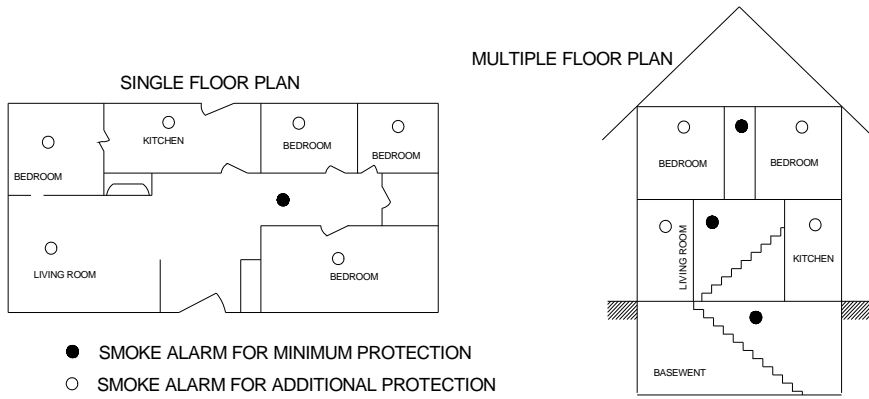 SINGLE FLOOR PLAN
BEDROOM
KITCHEN
BEDROOM
BEDROOM
LIVING ROOM
BEDROOM
SMOKE ALARM FOR MINIMUM PROTECTION
SMOKE ALARM FOR ADDITIONAL PROTECTION
MULTIPLE FLOOR PLAN
BEDROOM
BEDROOM
LIVING ROOM
KITCHEN
BASEWENT